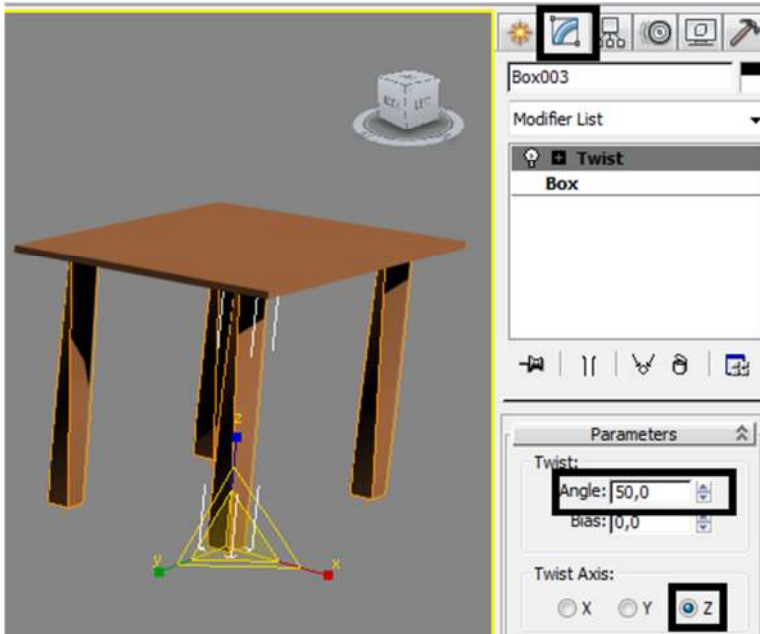 Box003
Modifier List
Twist
Box
Parameters
Twist:
Angle: 50,0
Bias: 0,0
Twist Axis:
X Y Z
z
y
x